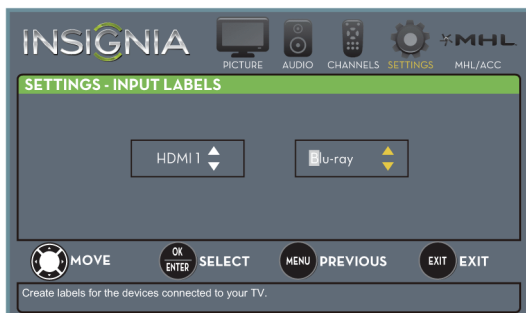 INSIGNIA
PICTURE AUDIO CHANNELS SETTINGS MHL/ACC
MHL
SETTINGS - INPUT LABELS
HDMI 1 Blu-ray
MOVE OK ENTER SELECT MENU PREVIOUS EXIT EXIT
Create labels for the devices connected to your TV.